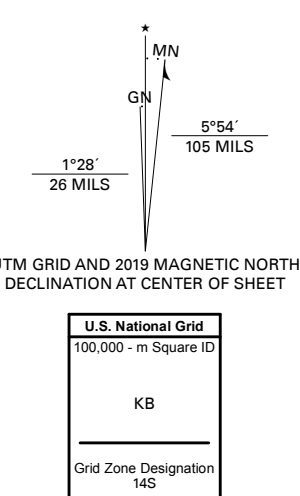 ★
MN
GN
5°54´
105 MILS
1°28´
26 MILS
UTM GRID AND 2019 MAGNETIC NORTH
DECLINATION AT CENTER OF SHEET
U.S. National Grid
100,000 - m Square ID
KB
Grid Zone Designation
14S